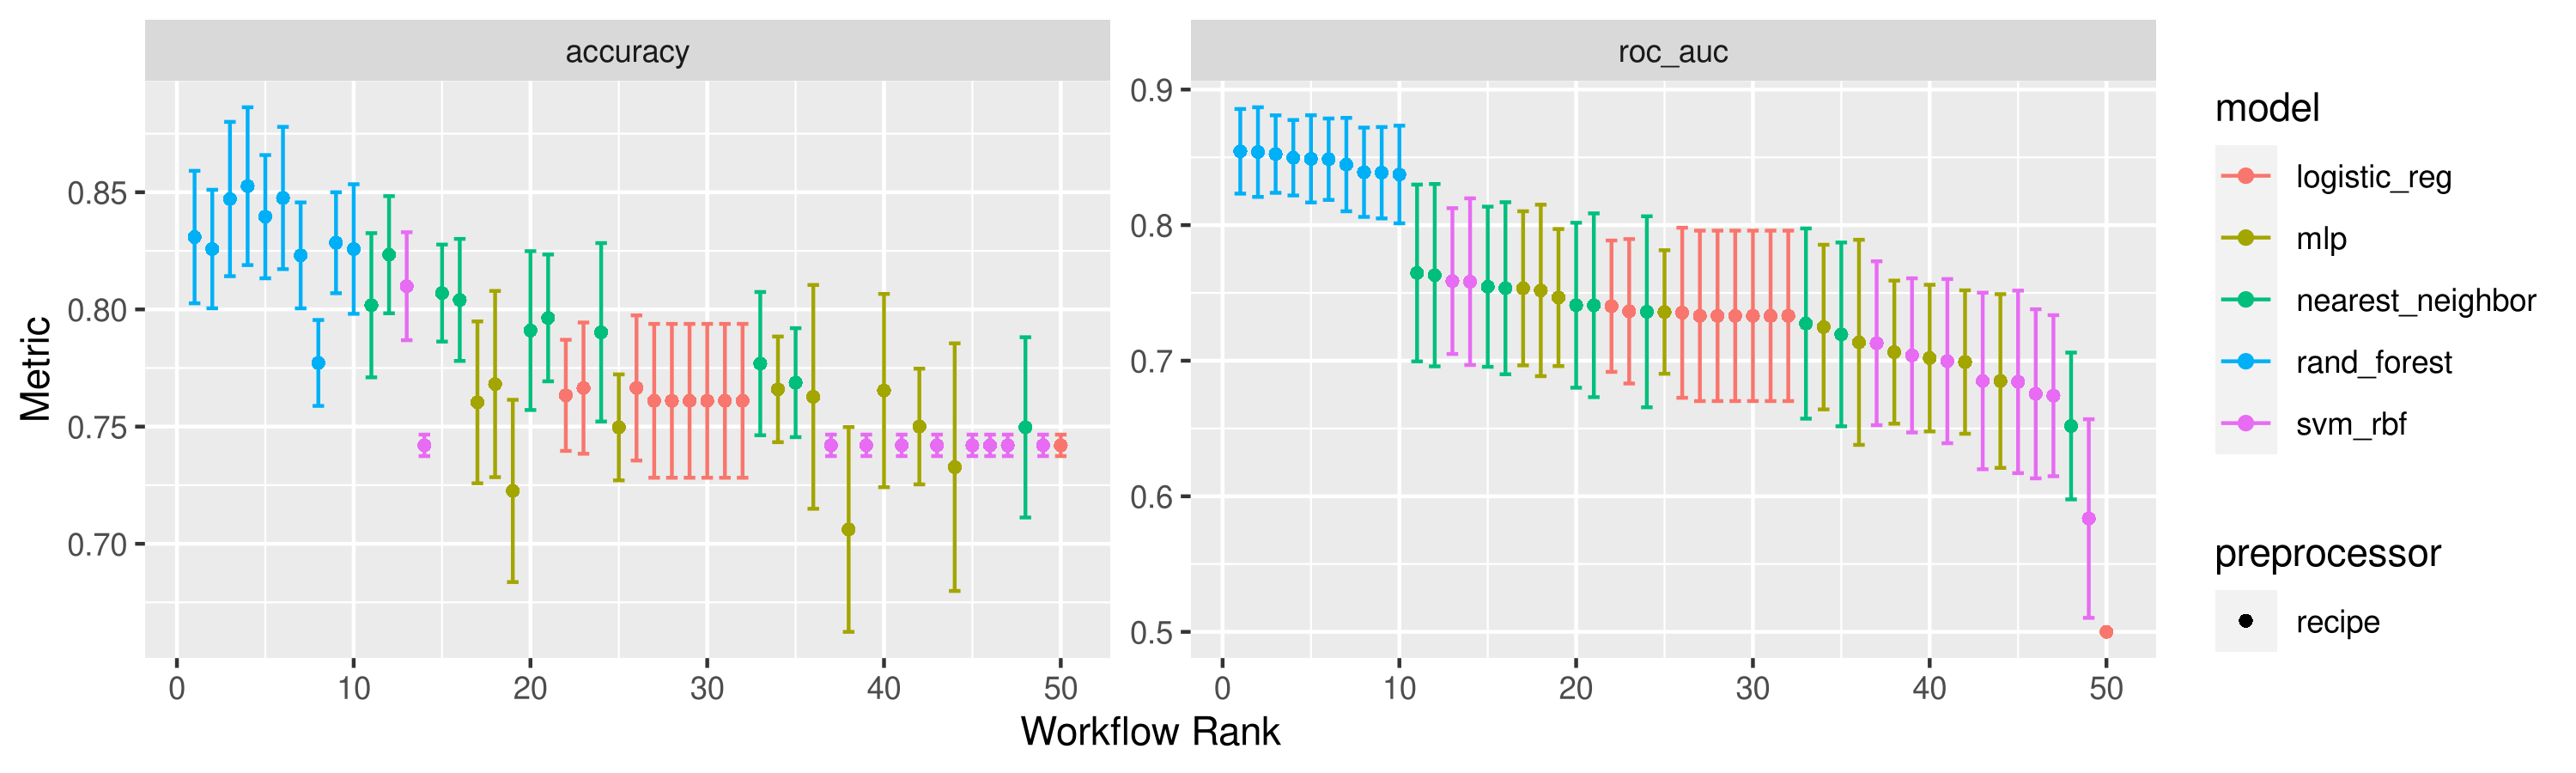 accuracy
roc_auc
Metric
0.85
0.80
0.75
0.70
0 10 20 30 40 50
0.9
0.8
0.7
0.6
0.5
0 10 20 30 40 50
Workflow Rank
model
logistic_reg
mlp
nearest_neighbor
rand_forest
svm_rbf
preprocessor
recipe